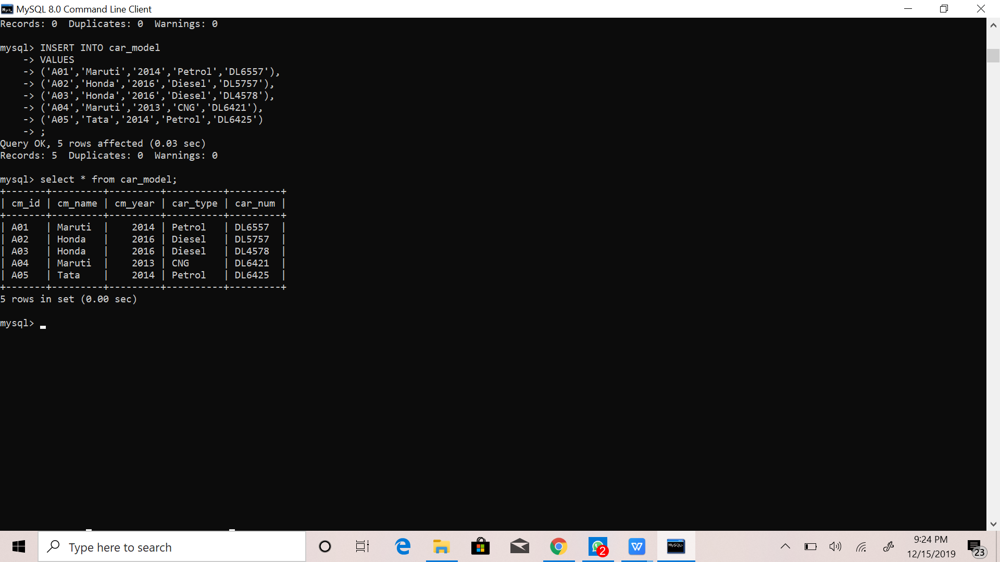 MySQL 8.0 Command Line Client
Records: 0  Duplicates: 0  Warnings: 0
mysql> INSERT INTO car_model
    -> VALUES
    -> ('A01','Maruti','2014','Petrol','DL6557'),
    -> ('A02','Honda','2016','Diesel','DL5757'),
    -> ('A03','Honda','2016','Diesel','DL4578'),
    -> ('A04','Maruti','2013','CNG','DL6421'),
    -> ('A05','Tata','2014','Petrol','DL6425')
    -> ;
Query OK, 5 rows affected (0.03 sec)
Records: 5  Duplicates: 0  Warnings: 0
mysql> select * from car_model;
+-------+---------+---------+----------+---------+
| cm_id | cm_name | cm_year | car_type | car_num |
+-------+---------+---------+----------+---------+
| A01   | Maruti  |    2014 | Petrol   | DL6557  |
| A02   | Honda   |    2016 | Diesel   | DL5757  |
| A03   | Honda   |    2016 | Diesel   | DL4578  |
| A04   | Maruti  |    2013 | CNG      | DL6421  |
| A05   | Tata    |    2014 | Petrol   | DL6425  |
+-------+---------+---------+----------+---------+
5 rows in set (0.00 sec)
mysql>
Type here to search
2
MySQL>
9:24 PM
12/15/2019
23